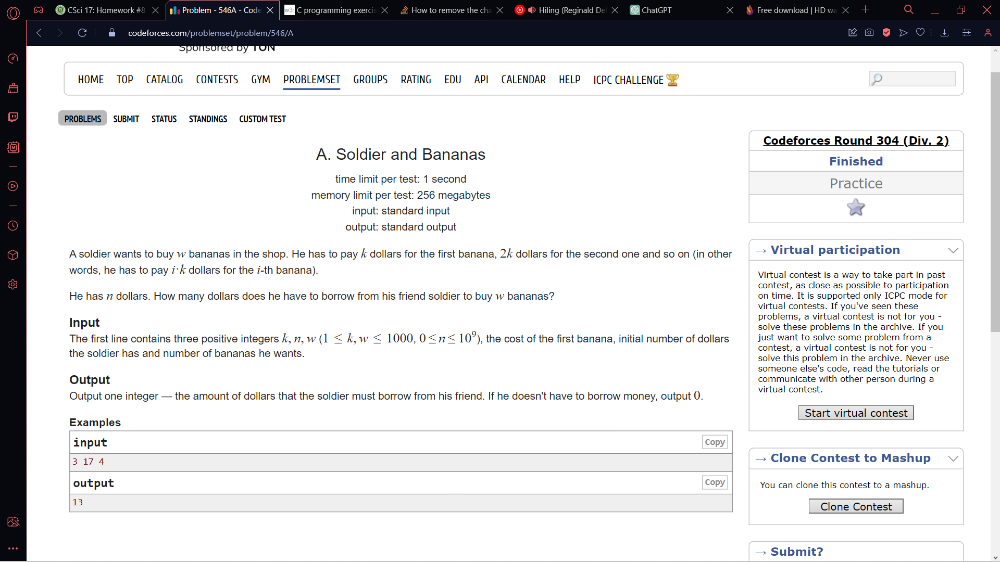 CSci 17: Homework #8
Problem - 546A - Code
w3r C programming exercis
How to remove the cha
Hiling (Reginald De
ChatGPT
Free download | HD wa
codeforces.com/problemset/problem/546/A
Sponsored by TON
HOME TOP CATALOG CONTESTS GYM PROBLEMSET GROUPS RATING EDU API CALENDAR HELP ICPC CHALLENGE
PROBLEMS SUBMIT STATUS STANDINGS CUSTOM TEST
A. Soldier and Bananas
time limit per test: 1 second
memory limit per test: 256 megabytes
input: standard input
output: standard output
A soldier wants to buy w bananas in the shop. He has to pay k dollars for the first banana, 2k dollars for the second one and so on (in other
words, he has to pay i·k dollars for the i-th banana).
He has n dollars. How many dollars does he have to borrow from his friend soldier to buy w bananas?
Input
The first line contains three positive integers k, n, w (1 ≤ k, w ≤ 1000, 0 ≤ n ≤ 10⁹), the cost of the first banana, initial number of dollars
the soldier has and number of bananas he wants.
Output
Output one integer — the amount of dollars that the soldier must borrow from his friend. If he doesn't have to borrow money, output 0.
Examples
input
Copy
3 17 4
output
Copy
13
Codeforces Round 304 (Div. 2)
Finished
Practice
→ Virtual participation
Virtual contest is a way to take part in past
contest, as close as possible to participation
on time. It is supported only ICPC mode for
virtual contests. If you've seen these
problems, a virtual contest is not for you -
solve these problems in the archive. If you
just want to solve some problem from a
contest, a virtual contest is not for you -
solve this problem in the archive. Never use
someone else's code, read the tutorials or
communicate with other person during a
virtual contest.
Start virtual contest
→ Clone Contest to Mashup
You can clone this contest to a mashup.
Clone Contest
→ Submit?